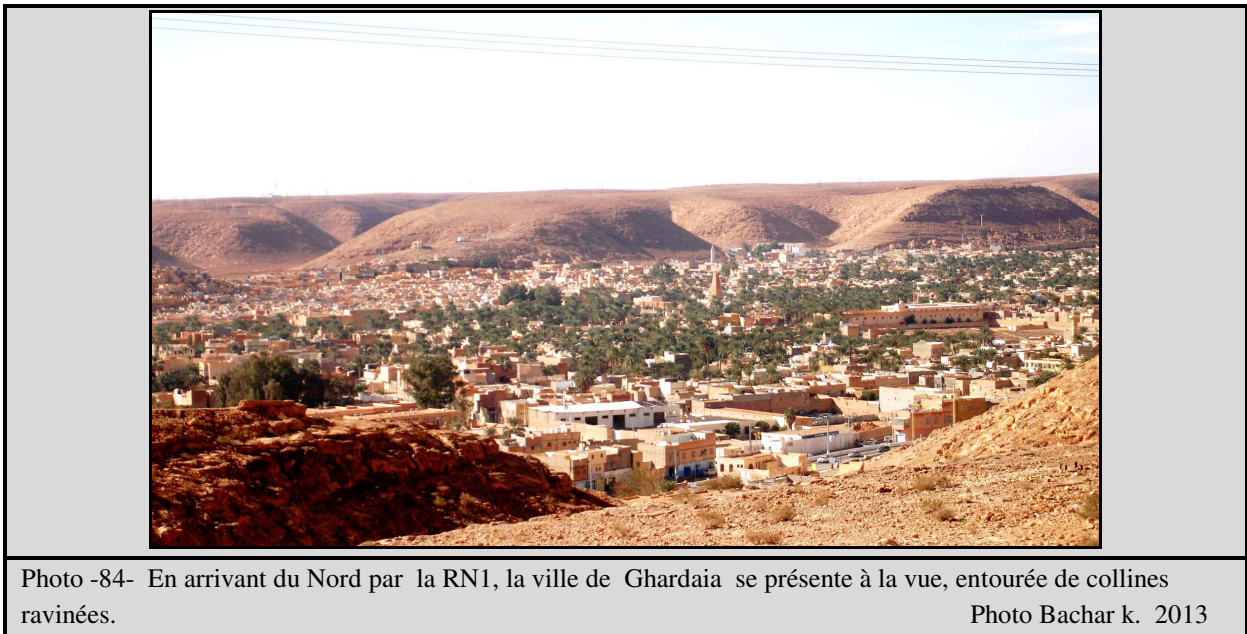 Photo -84- En arrivant du Nord par la RN1, la ville de Ghardaia se présente à la vue, entourée de collines
ravinées. Photo Bachar k. 2013